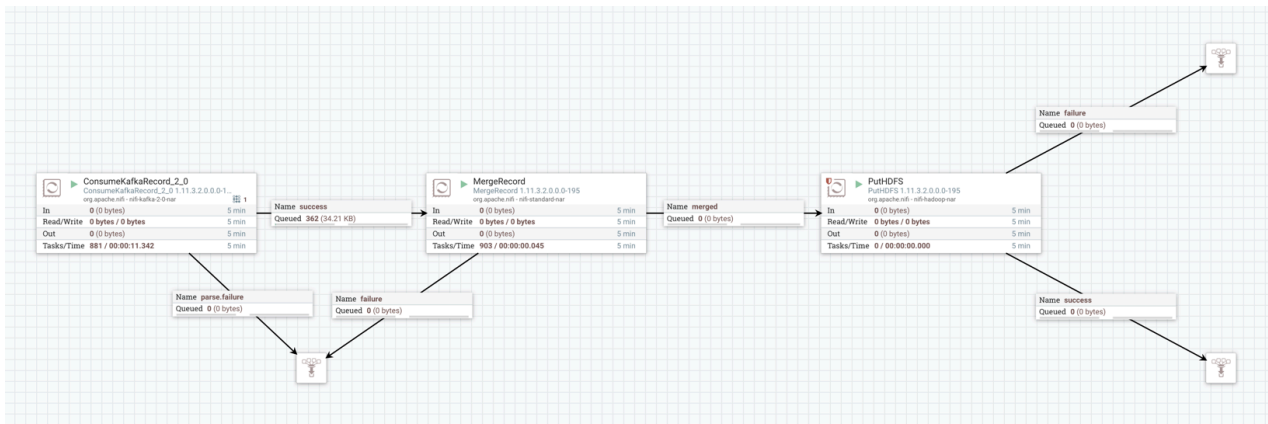 Name failure
Queued 0 (0 bytes)
ConsumeKafkaRecord_2_0
ConsumeKafkaRecord_2_0 1.11.3.2.0.0.0-1...
org.apache.nifi - nifi-kafka-2-0-nar
1
In 0 (0 bytes) 5 min
Read/Write 0 bytes / 0 bytes 5 min
Out 0 (0 bytes) 5 min
Tasks/Time 881 / 00:00:11.342 5 min
Name success
Queued 362 (34.21 KB)
MergeRecord
MergeRecord 1.11.3.2.0.0.0-195
org.apache.nifi - nifi-standard-nar
In 0 (0 bytes) 5 min
Read/Write 0 bytes / 0 bytes 5 min
Out 0 (0 bytes) 5 min
Tasks/Time 903 / 00:00:00.045 5 min
Name merged
Queued 0 (0 bytes)
PutHDFS
PutHDFS 1.11.3.2.0.0.0-195
org.apache.nifi - nifi-hadoop-nar
In 0 (0 bytes) 5 min
Read/Write 0 bytes / 0 bytes 5 min
Out 0 (0 bytes) 5 min
Tasks/Time 0 / 00:00:00.000 5 min
Name parse.failure
Queued 0 (0 bytes)
Name failure
Queued 0 (0 bytes)
Name success
Queued 0 (0 bytes)